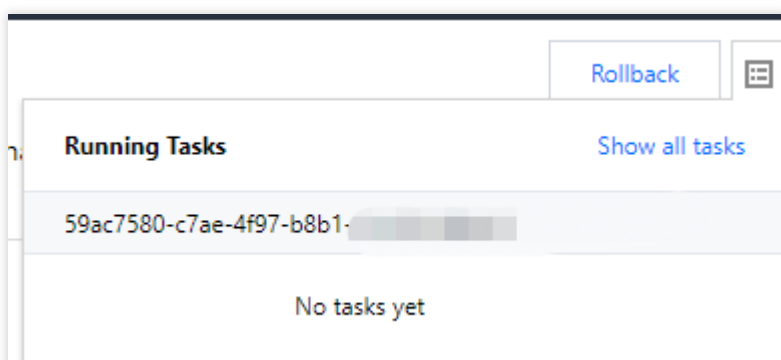 Rollback
Running Tasks
Show all tasks
59ac7580-c7ae-4f97-b8b1-
No tasks yet